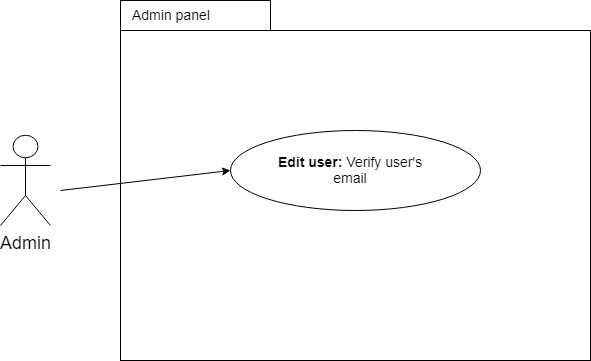 Admin panel
Edit user: Verify user's
email
Admin